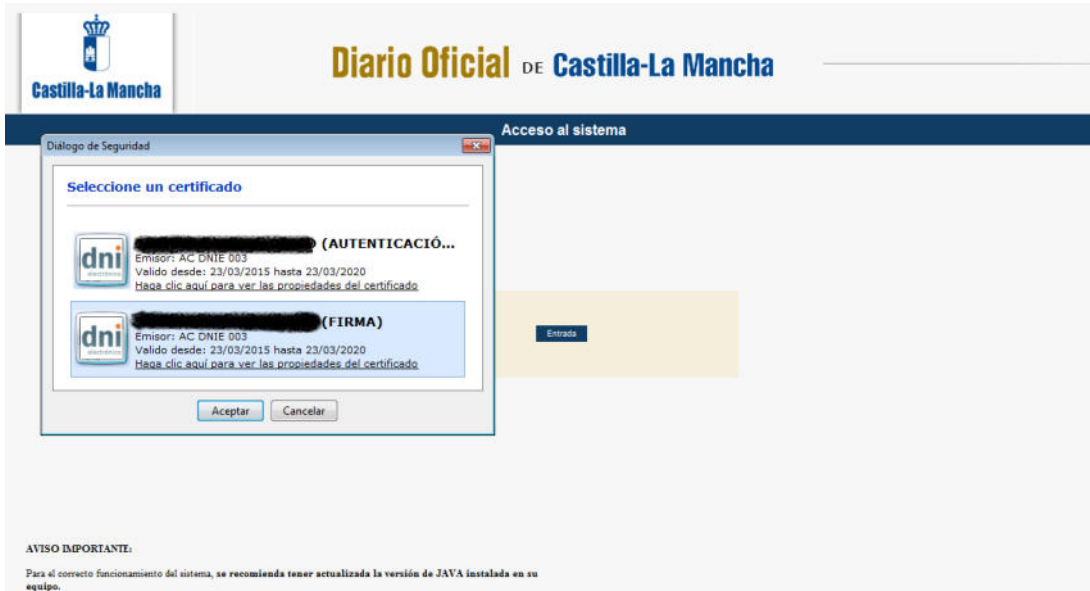 Castilla-La Mancha
Diario Oficial DE Castilla-La Mancha
Acceso al sistema
Diálogo de Seguridad
Seleccione un certificado
dni
electrónico
(AUTENTICACIÓ...
Emisor: AC DNIE 003
Valido desde: 23/03/2015 hasta 23/03/2020
Haga clic aquí para ver las propiedades del certificado
dni
electrónico
(FIRMA)
Emisor: AC DNIE 003
Valido desde: 23/03/2015 hasta 23/03/2020
Haga clic aquí para ver las propiedades del certificado
Aceptar
Cancelar
Entrada
AVISO IMPORTANTE:
Para el correcto funcionamiento del sistema, se recomienda tener actualizada la versión de JAVA instalada en su
equipo.